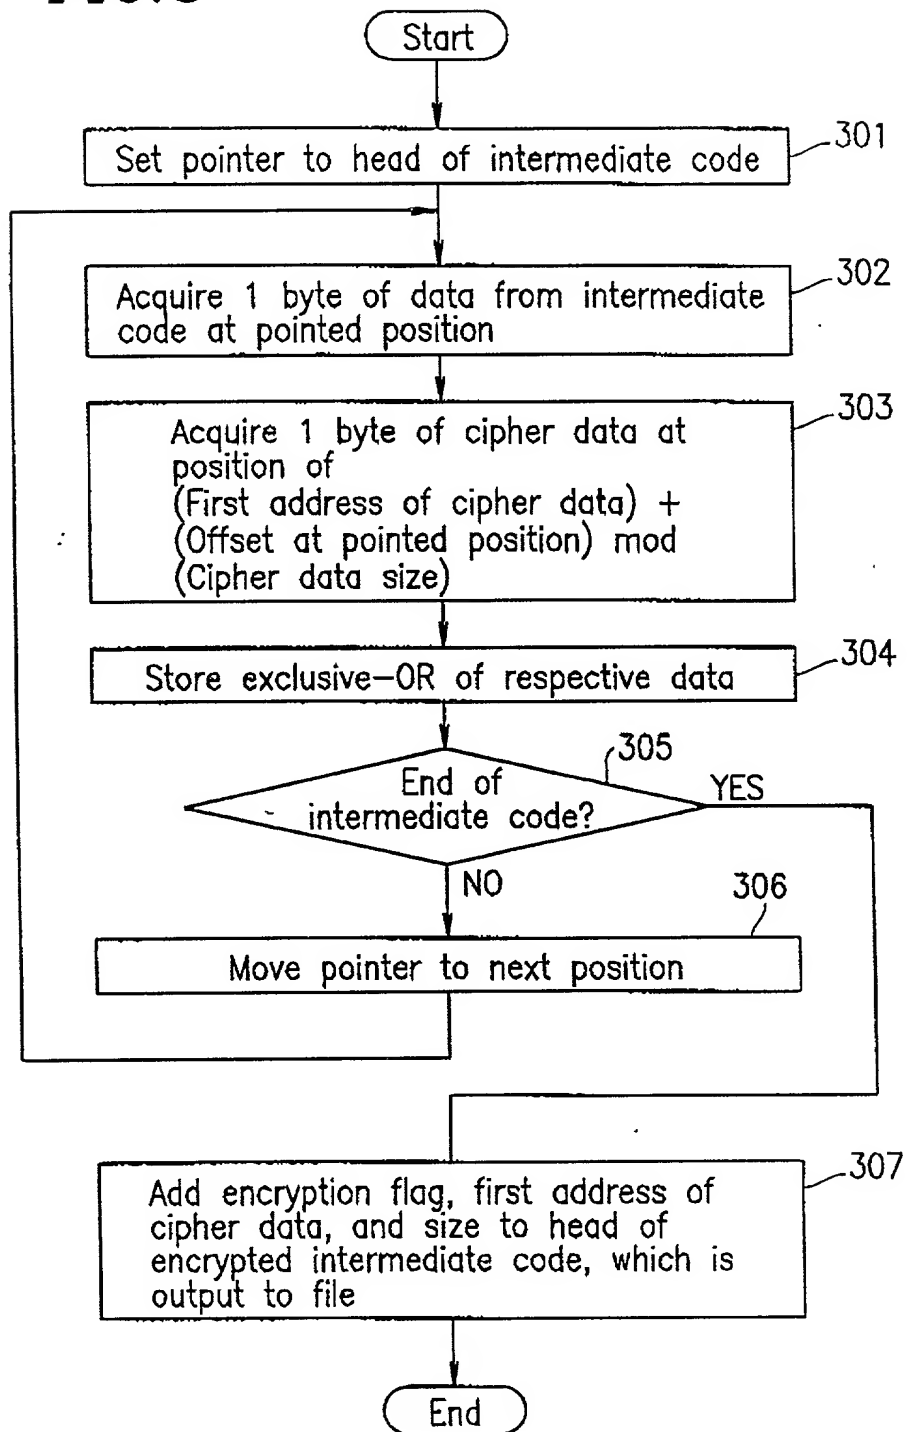 Start
Set pointer to head of intermediate code
301
Acquire 1 byte of data from intermediate
code at pointed position
302
Acquire 1 byte of cipher data at
position of
(First address of cipher data) +
(Offset at pointed position) mod
(Cipher data size)
303
Store exclusive-OR of respective data
304
End of
intermediate code?
305
YES
NO
306
Move pointer to next position
Add encryption flag, first address of
cipher data, and size to head of
encrypted intermediate code, which is
output to file
307
End